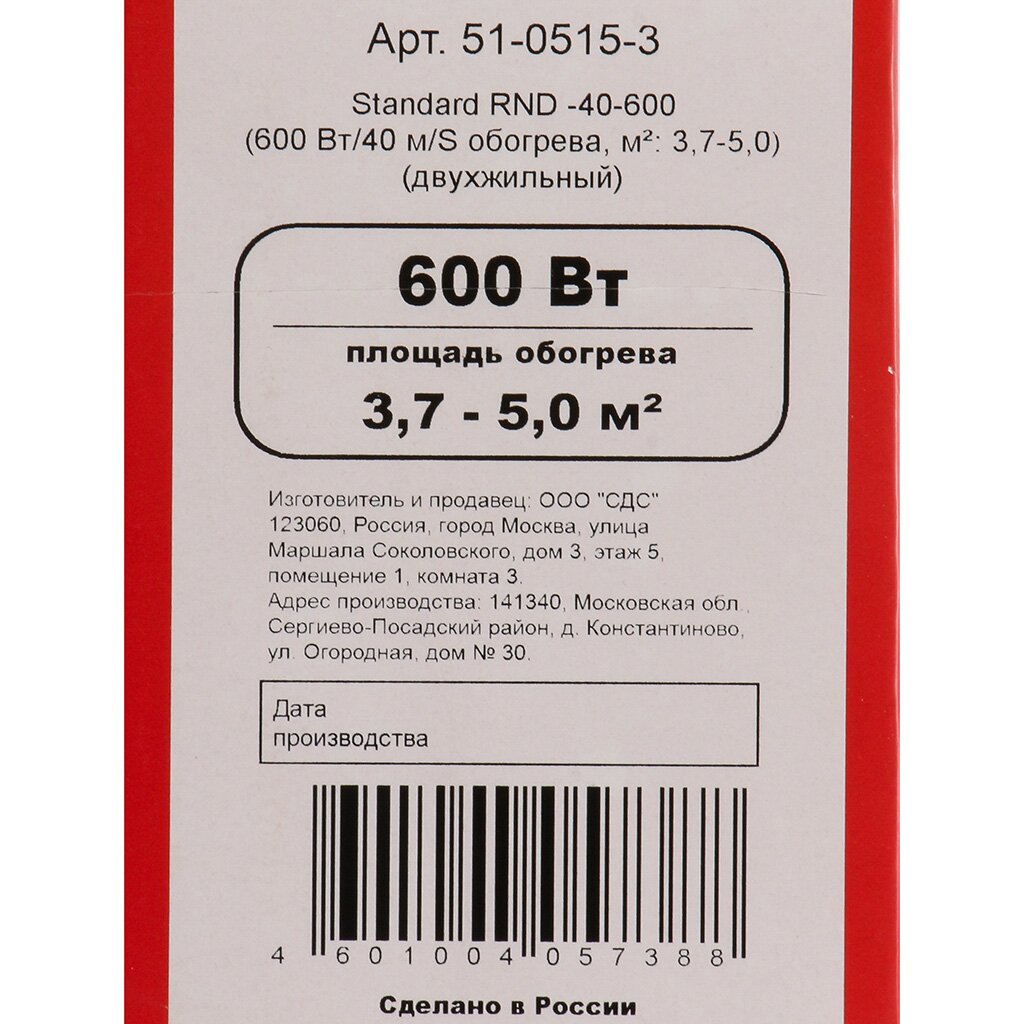 Арт. 51-0515-3
Standard RND -40-600
(600 Вт/40 м/S обогрева, м²: 3,7-5,0)
(двухжильный)
600 Вт
площадь обогрева
3,7 - 5,0 м²
Изготовитель и продавец: ООО "СДС"
123060, Россия, город Москва, улица
Маршала Соколовского, дом 3, этаж 5,
помещение 1, комната 3.
Адрес производства: 141340, Московская обл.,
Сергиево-Посадский район, д. Константиново,
ул. Огородная, дом № 30.
Дата
производства
4 601004 057388
Сделано в России